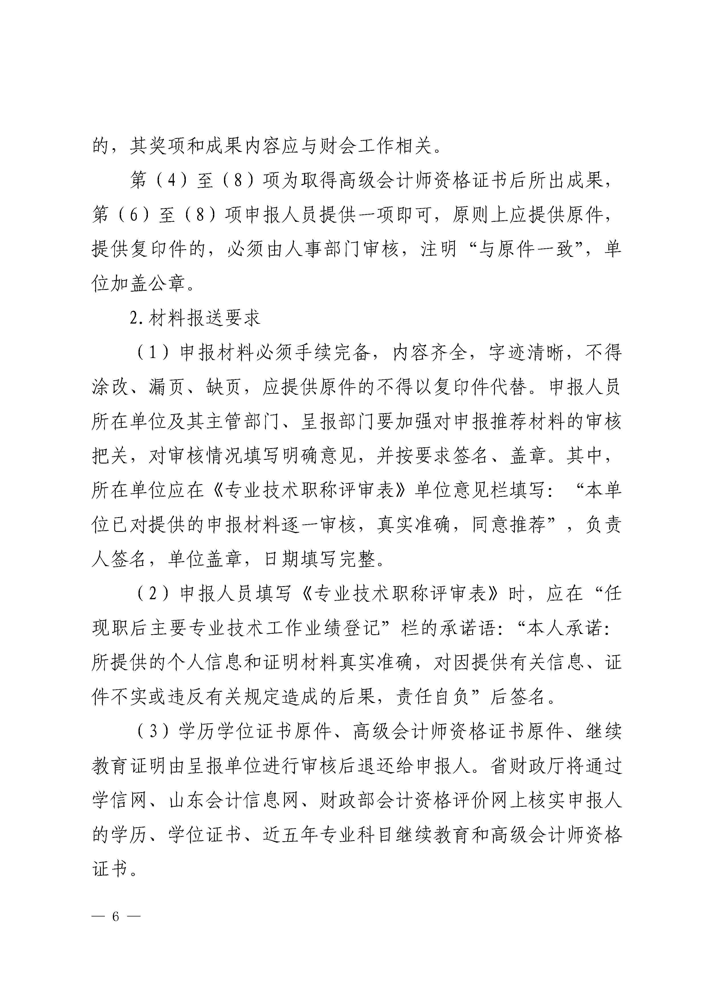 的，其奖项和成果内容应与财会工作相关。
第（4）至（8）项为取得高级会计师资格证书后所出成果，
第（6）至（8）项申报人员提供一项即可，原则上应提供原件，
提供复印件的，必须由人事部门审核，注明“与原件一致”，单
位加盖公章。
2.材料报送要求
（1）申报材料必须手续完备，内容齐全，字迹清晰，不得
涂改、漏页、缺页，应提供原件的不得以复印件代替。申报人员
所在单位及其主管部门、呈报部门要加强对申报推荐材料的审核
把关，对审核情况填写明确意见，并按要求签名、盖章。其中，
所在单位应在《专业技术职称评审表》单位意见栏填写：“本单
位已对提供的申报材料逐一审核，真实准确，同意推荐”，负责
人签名，单位盖章，日期填写完整。
（2）申报人员填写《专业技术职称评审表》时，应在“任
现职后主要专业技术工作业绩登记”栏的承诺语：“本人承诺：
所提供的个人信息和证明材料真实准确，对因提供有关信息、证
件不实或违反有关规定造成的后果，责任自负”后签名。
（3）学历学位证书原件、高级会计师资格证书原件、继续
教育证明由呈报单位进行审核后退还给申报人。省财政厅将通过
学信网、山东会计信息网、财政部会计资格评价网上核实申报人
的学历、学位证书、近五年专业科目继续教育和高级会计师资格
证书。
— 6 —